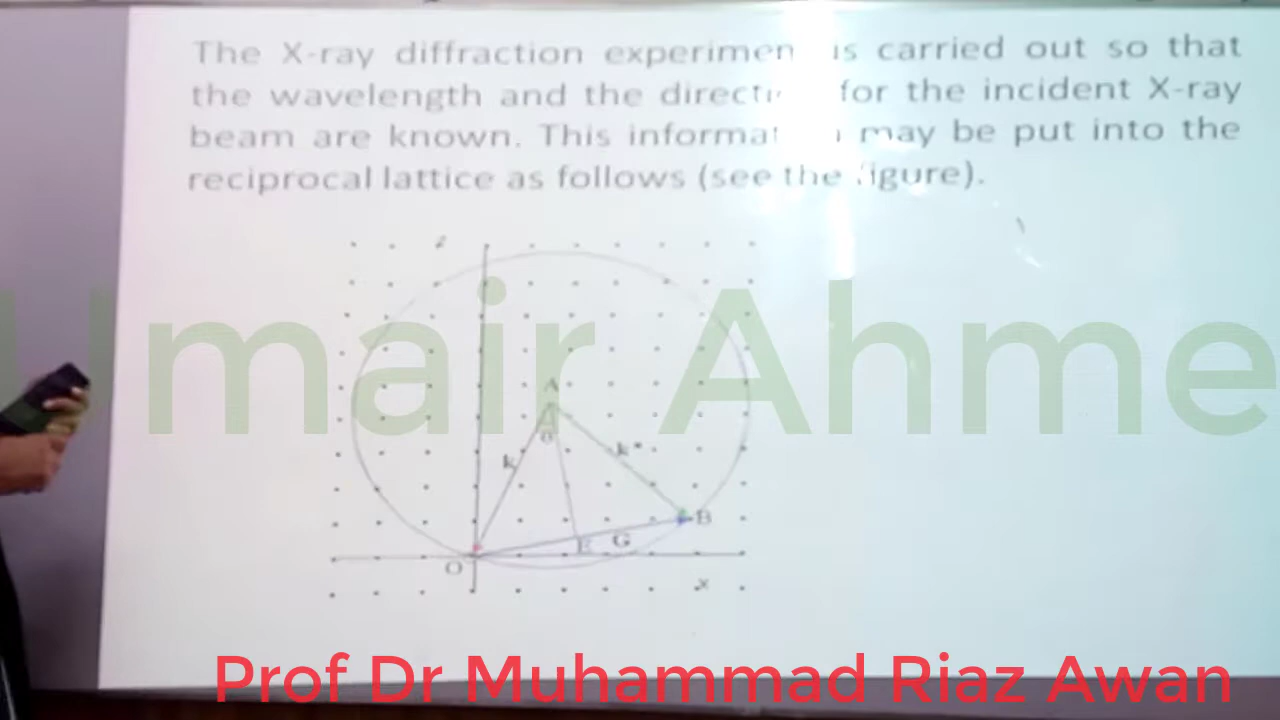 The X-ray diffraction experimen is carried out so that
the wavelength and the directi for the incident X-ray
beam are known. This informat may be put into the
reciprocal lattice as follows (see the figure).
z
A
θ
k
k*
B
E G
O
x
Umair Ahme
Prof Dr Muhammad Riaz Awan